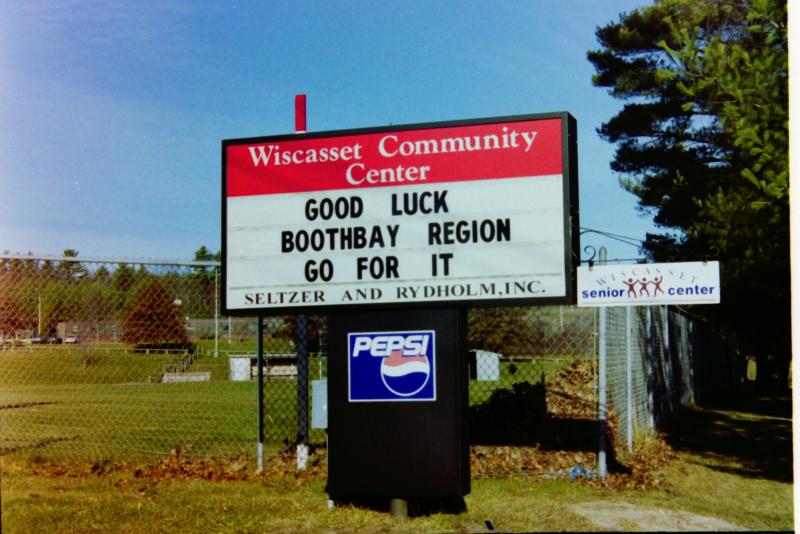 Wiscasset Community
Center
GOOD LUCK
BOOTHBAY REGION
GO FOR IT
SELTZER AND RYDHOLM, INC.
PEPSI
WISCASSET
senior center